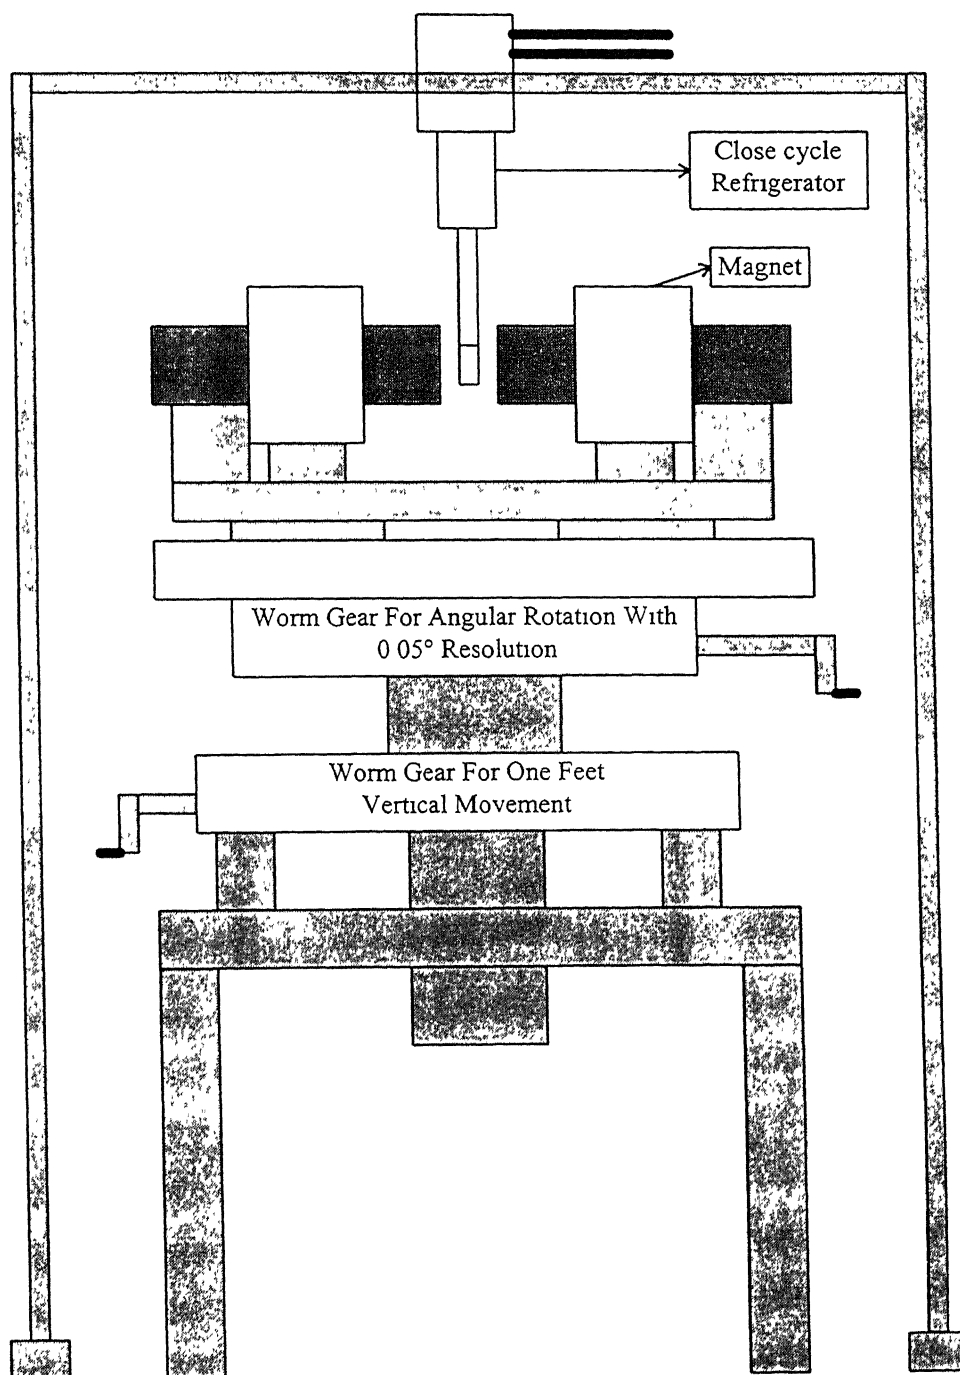 Close cycle
Refrigerator
Magnet
Worm Gear For Angular Rotation With
0 05° Resolution
Worm Gear For One Feet
Vertical Movement